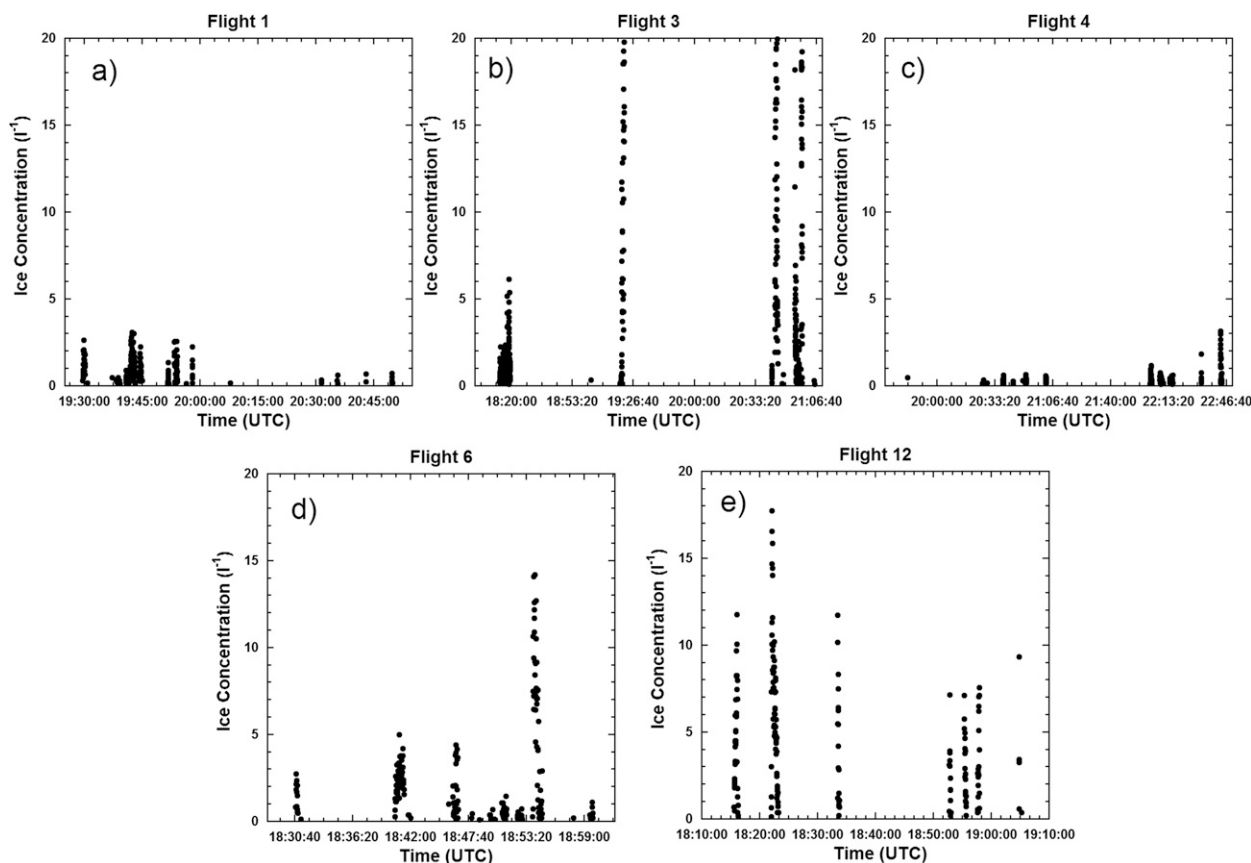 Flight 1
a)
20
15
10
5
0
Ice Concentration (l⁻¹)
19:30:00 19:45:00 20:00:00 20:15:00 20:30:00 20:45:00
Time (UTC)
Flight 3
b)
20
15
10
5
0
Ice Concentration (l⁻¹)
18:20:00 18:53:20 19:26:40 20:00:00 20:33:20 21:06:40
Time (UTC)
Flight 4
c)
20
15
10
5
0
Ice Concentration (l⁻¹)
20:00:00 20:33:20 21:06:40 21:40:00 22:13:20 22:46:40
Time (UTC)
Flight 6
d)
20
15
10
5
0
Ice Concentration (l⁻¹)
18:30:40 18:36:20 18:42:00 18:47:40 18:53:20 18:59:00
Time (UTC)
Flight 12
e)
20
15
10
5
0
Ice Concentration (l⁻¹)
18:10:00 18:20:00 18:30:00 18:40:00 18:50:00 19:00:00 19:10:00
Time (UTC)